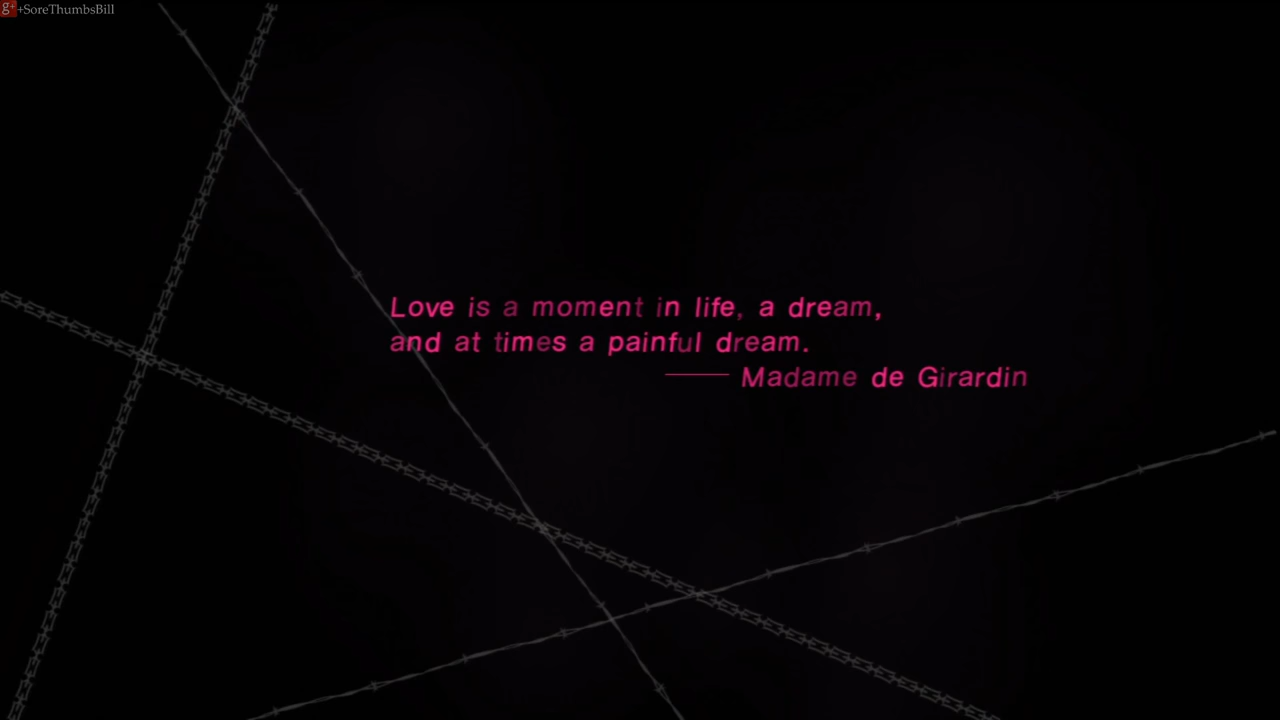 g+ +SoreThumbsBill
Love is a moment in life, a dream,
and at times a painful dream.
—— Madame de Girardin